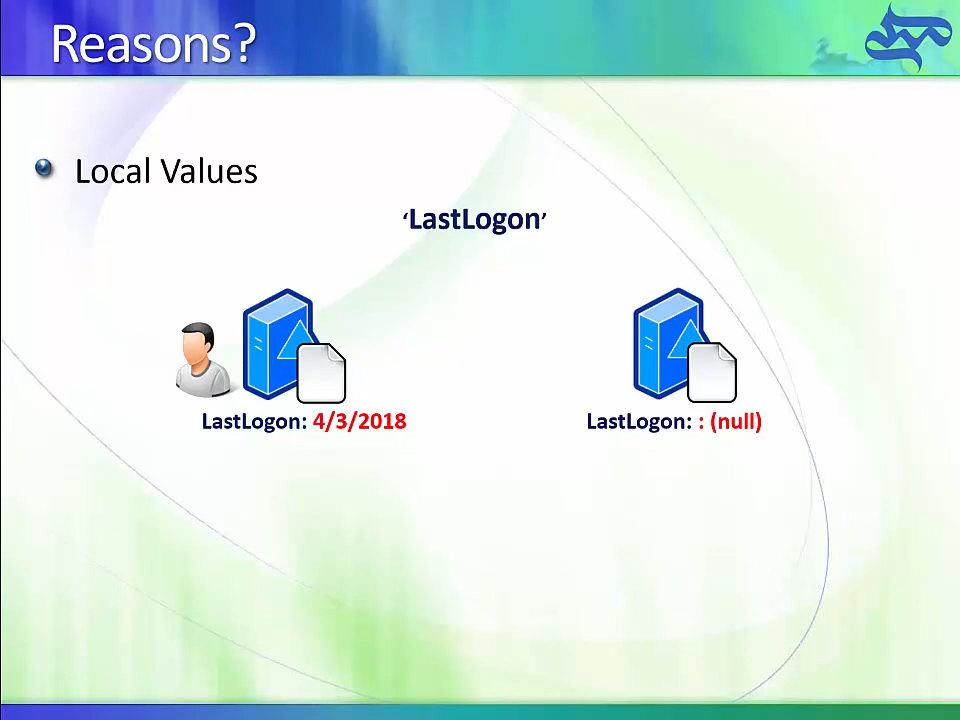 Reasons?
Local Values
‘LastLogon’
LastLogon: 4/3/2018
LastLogon: : (null)